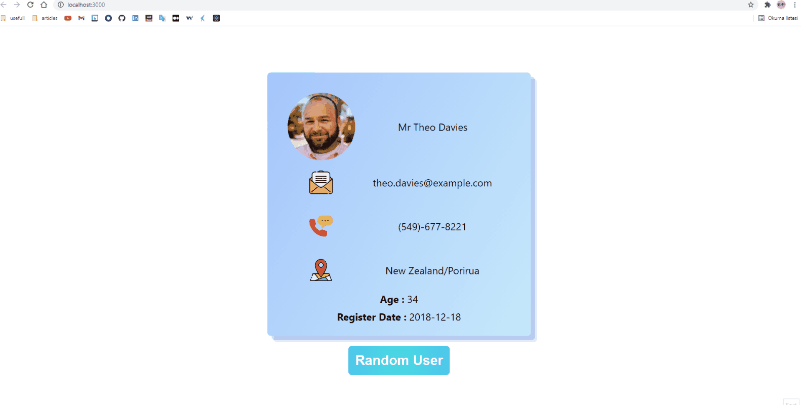 localhost:3000
usefull
articles
Okuma listesi
Mr Theo Davies
theo.davies@example.com
(549)-677-8221
New Zealand/Porirua
Age : 34
Register Date : 2018-12-18
Random User